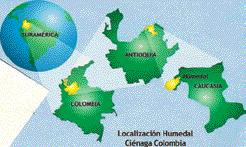 SURAMÉRICA
ANTIOQUIA
Humedal
CAUCASIA
COLOMBIA
Localización Humedal
Ciénaga Colombia